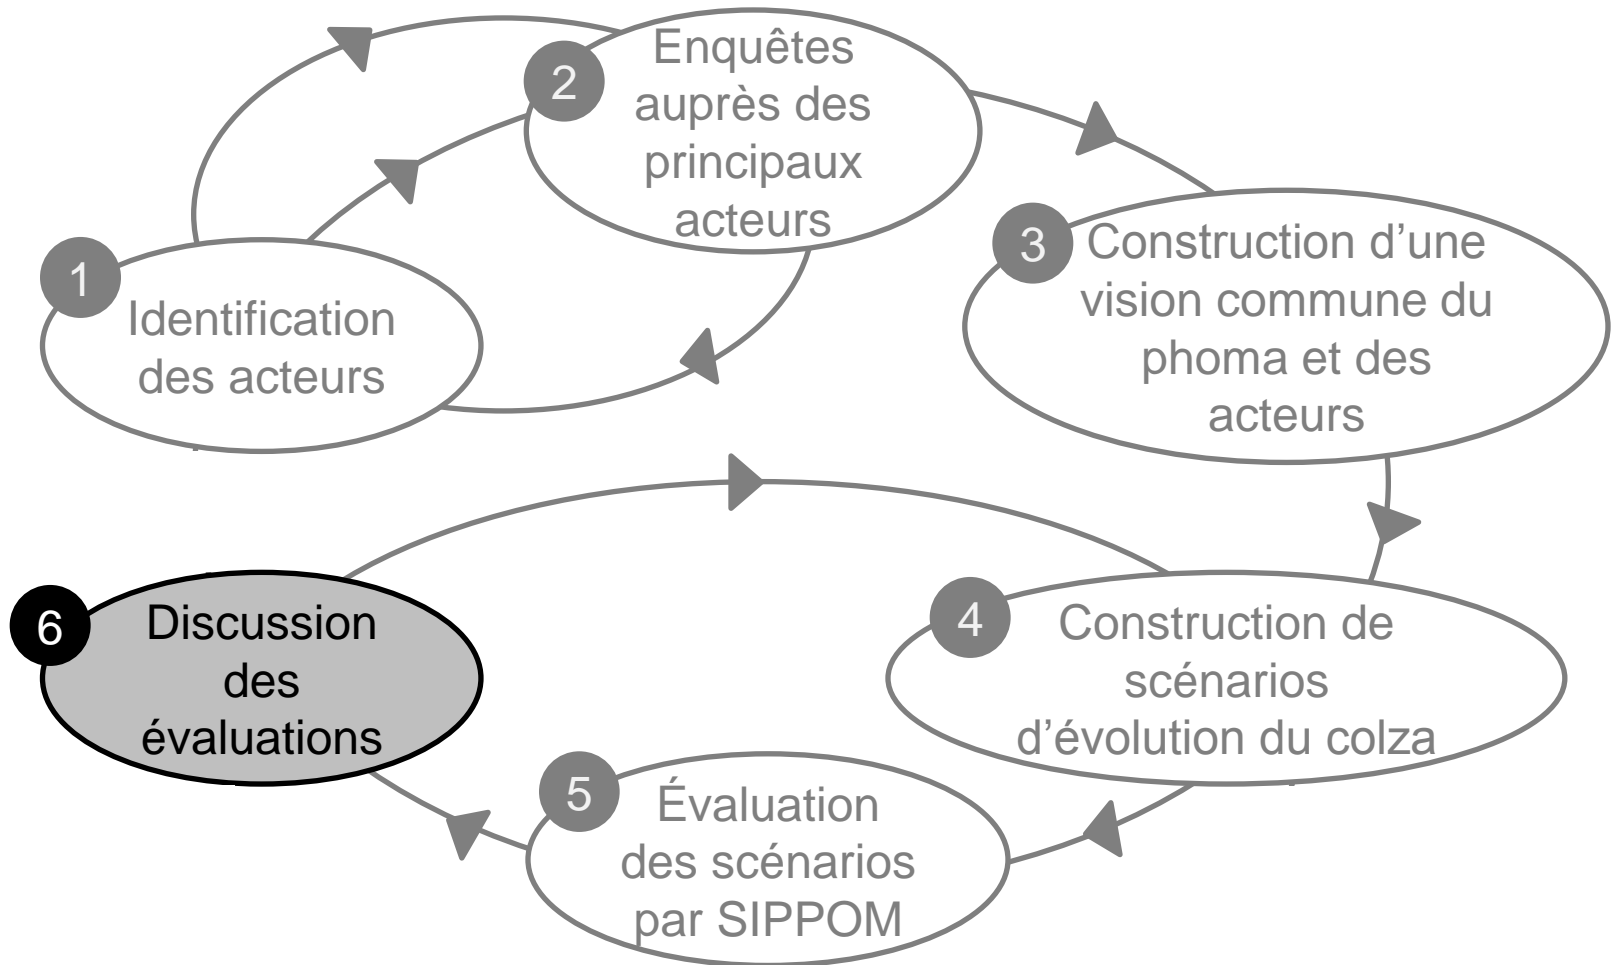 1
Identification
des acteurs
2
Enquêtes
auprès des
principaux
acteurs
3
Construction d’une
vision commune du
phoma et des
acteurs
4
Construction de
scénarios
d’évolution du colza
5
Évaluation
des scénarios
par SIPPOM
6
Discussion
des
évaluations